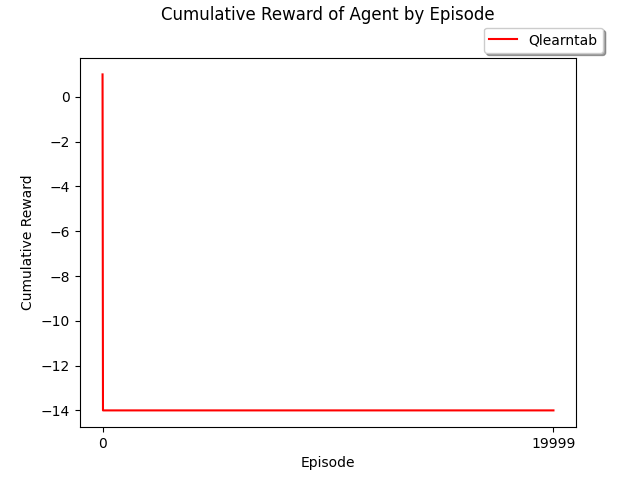 Cumulative Reward of Agent by Episode
Qlearntab
0
−2
−4
−6
−8
−10
−12
−14
Cumulative Reward
0 19999
Episode